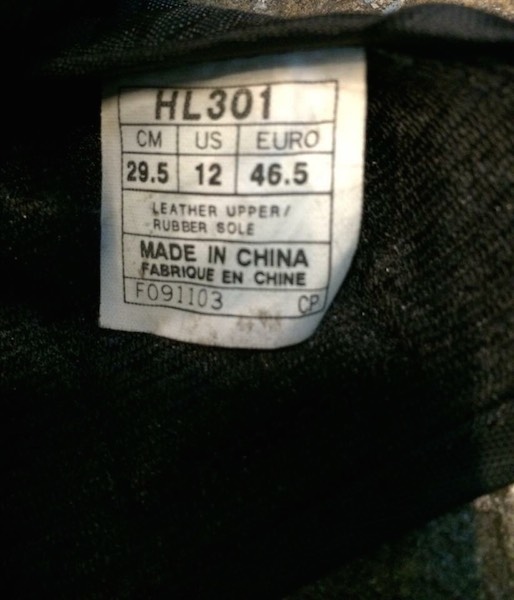 HL301
CM US EURO
29.5 12 46.5
LEATHER UPPER/
RUBBER SOLE
MADE IN CHINA
FABRIQUE EN CHINE
F091103 CP